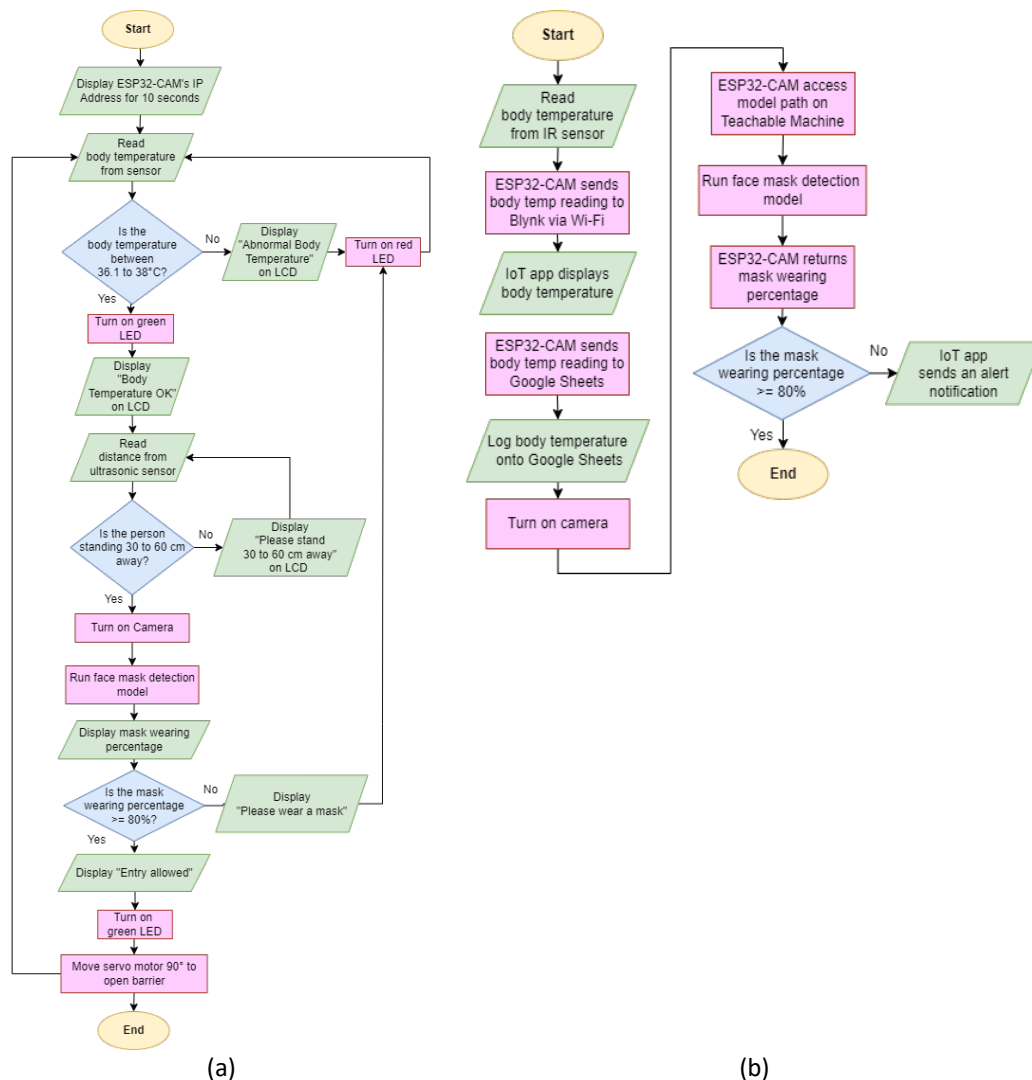 Start
Display ESP32-CAM's IP
Address for 10 seconds
Read
body temperature
from sensor
Is the
body temperature
between
36.1 to 38°C?
No
Display
"Abnormal Body
Temperature"
on LCD
Turn on red
LED
Yes
Turn on green
LED
Display
"Body
Temperature OK"
on LCD
Read
distance from
ultrasonic sensor
Is the person
standing 30 to 60 cm
away?
No
Display
"Please stand
30 to 60 cm away"
on LCD
Yes
Turn on Camera
Run face mask detection
model
Display mask wearing
percentage
Is the mask
wearing percentage
>= 80%?
No
Display
"Please wear a mask"
Yes
Display "Entry allowed"
Turn on
green LED
Move servo motor 90° to
open barrier
End
(a)
Start
Read
body temperature
from IR sensor
ESP32-CAM sends
body temp reading to
Blynk via Wi-Fi
IoT app displays
body temperature
ESP32-CAM sends
body temp reading to
Google Sheets
Log body temperature
onto Google Sheets
Turn on camera
ESP32-CAM access
model path on
Teachable Machine
Run face mask detection
model
ESP32-CAM returns
mask wearing
percentage
Is the mask
wearing percentage
>= 80%
No
IoT app
sends an alert
notification
Yes
End
(b)